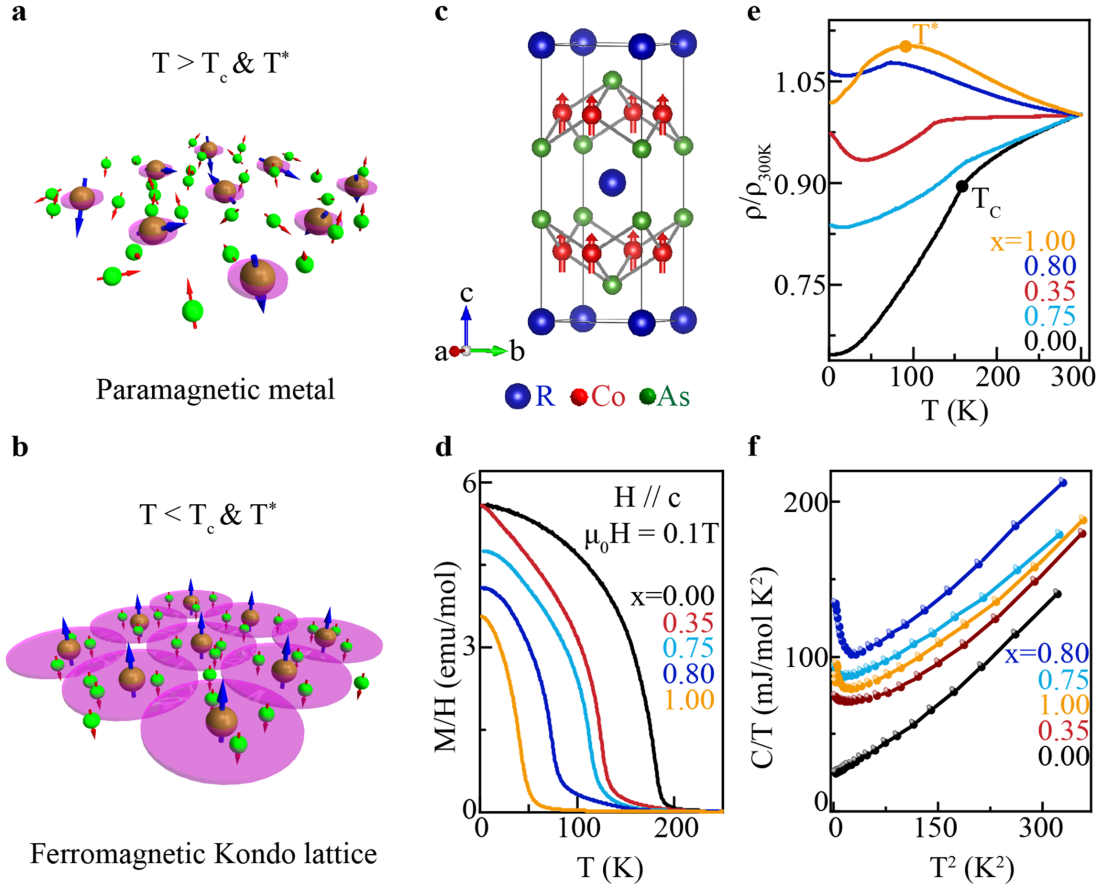 a
T > Tc & T*
Paramagnetic metal
b
T < Tc & T*
Ferromagnetic Kondo lattice
c
c
a
b
R Co As
d
6
3
0
M/H (emu/mol)
H // c
μ0H = 0.1T
x=0.00
0.35
0.75
0.80
1.00
0 100 200
T (K)
e
1.05
0.90
0.75
ρ/ρ300K
T*
TC
x=1.00
0.80
0.35
0.75
0.00
0 100 200 300
T (K)
f
200
100
0
C/T (mJ/mol K²)
x=0.80
0.75
1.00
0.35
0.00
0 150 300
T² (K²)